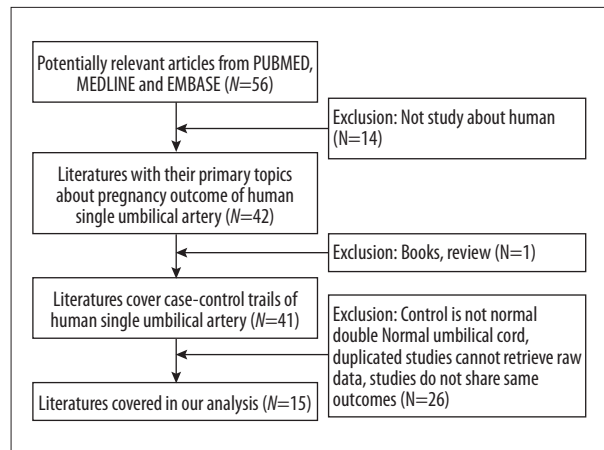 Potentially relevant articles from PUBMED,
MEDLINE and EMBASE (N=56)
Exclusion: Not study about human
(N=14)
Literatures with their primary topics
about pregnancy outcome of human
single umbilical artery (N=42)
Exclusion: Books, review (N=1)
Literatures cover case-control trails of
human single umbilical artery (N=41)
Exclusion: Control is not normal
double Normal umbilical cord,
duplicated studies cannot retrieve raw
data, studies do not share same
outcomes (N=26)
Literatures covered in our analysis (N=15)